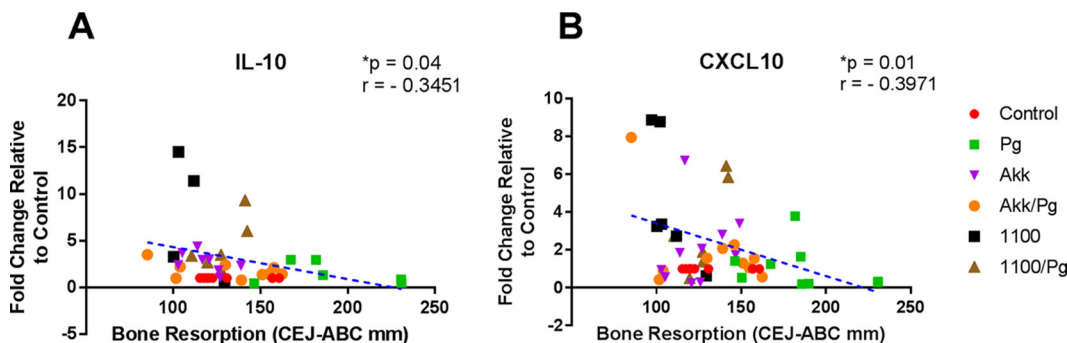 A
IL-10
*p = 0.04
r = - 0.3451
Fold Change Relative
to Control
20
15
10
5
0
-5
100
150
200
250
Bone Resorption (CEJ-ABC mm)
B
CXCL10
*p = 0.01
r = - 0.3971
Fold Change Relative
to Control
10
8
6
4
2
0
-2
100
150
200
250
Bone Resorption (CEJ-ABC mm)
Control
Pg
Akk
Akk/Pg
1100
1100/Pg